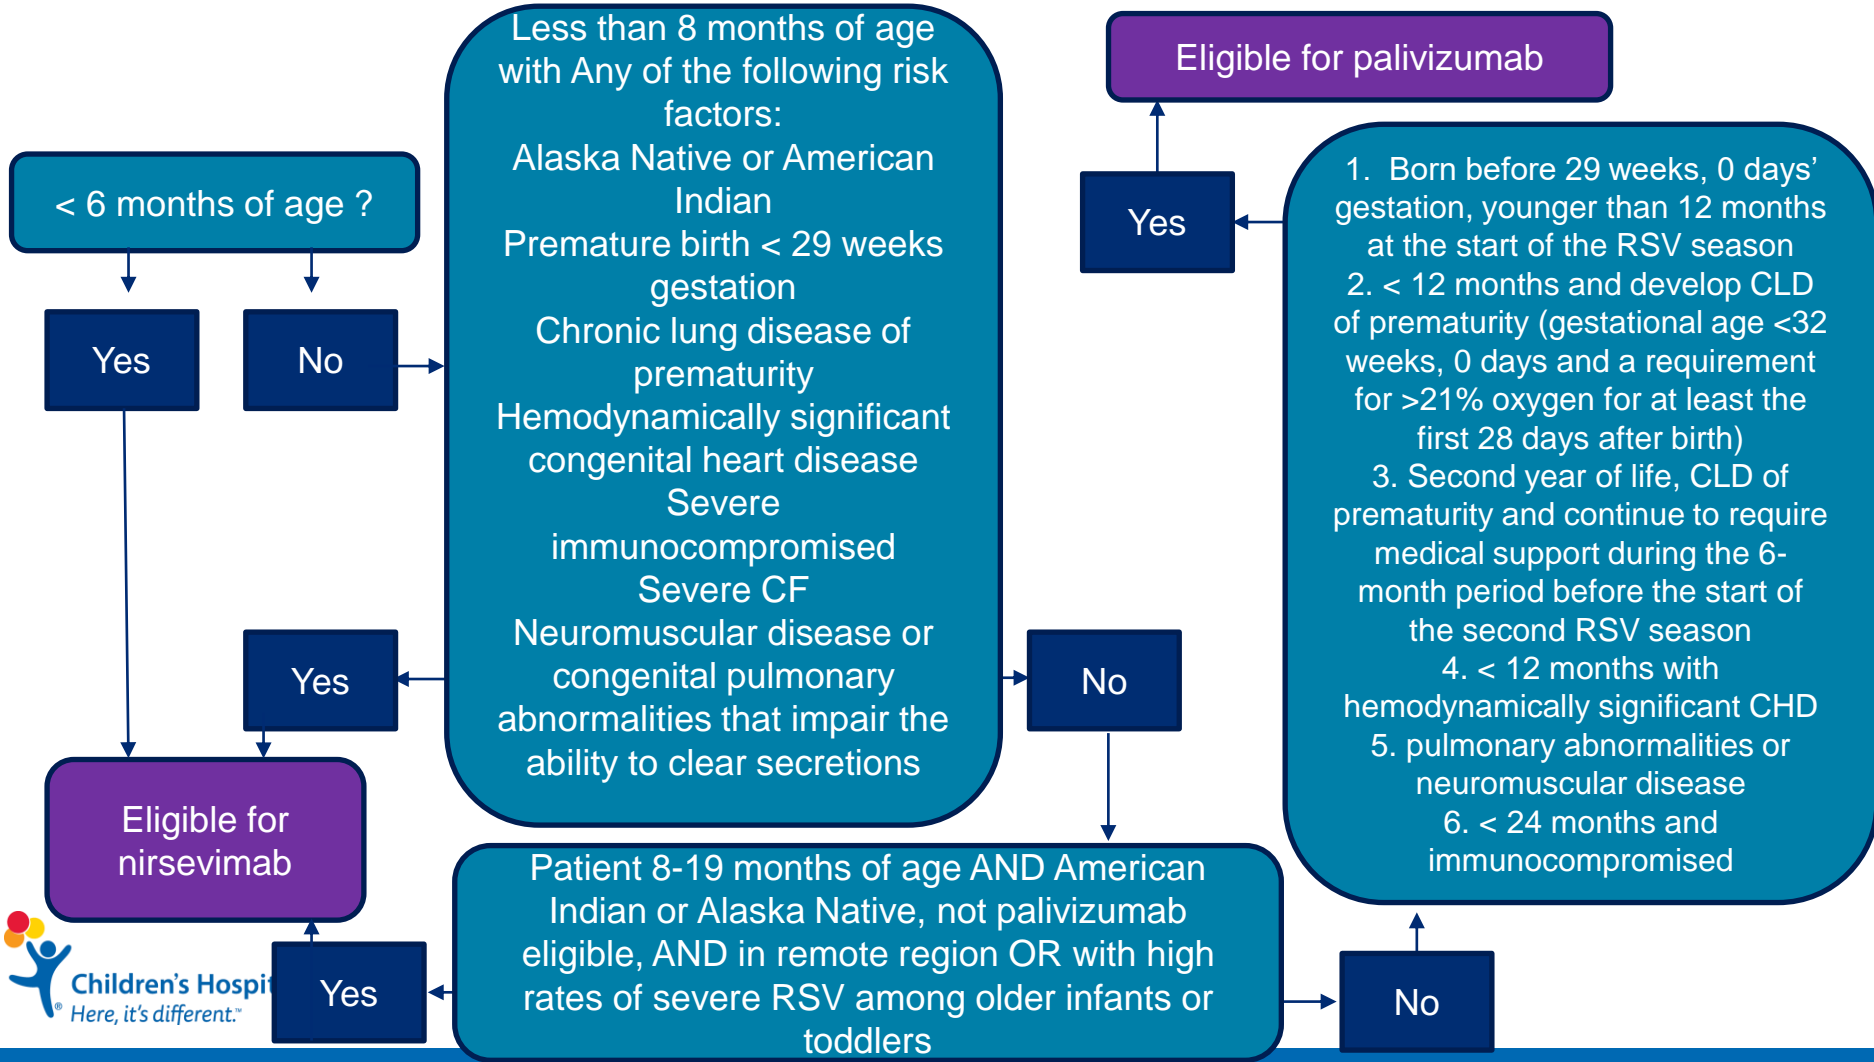 < 6 months of age ?
Yes
No
Less than 8 months of age
with Any of the following risk
factors:
Alaska Native or American
Indian
Premature birth < 29 weeks
gestation
Chronic lung disease of
prematurity
Hemodynamically significant
congenital heart disease
Severe
immunocompromised
Severe CF
Neuromuscular disease or
congenital pulmonary
abnormalities that impair the
ability to clear secretions
Yes
No
Eligible for
nirsevimab
Patient 8-19 months of age AND American
Indian or Alaska Native, not palivizumab
eligible, AND in remote region OR with high
rates of severe RSV among older infants or
toddlers
Yes
No
1. Born before 29 weeks, 0 days’
gestation, younger than 12 months
at the start of the RSV season
2. < 12 months and develop CLD
of prematurity (gestational age <32
weeks, 0 days and a requirement
for >21% oxygen for at least the
first 28 days after birth)
3. Second year of life, CLD of
prematurity and continue to require
medical support during the 6-
month period before the start of
the second RSV season
4. < 12 months with
hemodynamically significant CHD
5. pulmonary abnormalities or
neuromuscular disease
6. < 24 months and
immunocompromised
Yes
Eligible for palivizumab
Children's Hospit
® Here, it's different.™